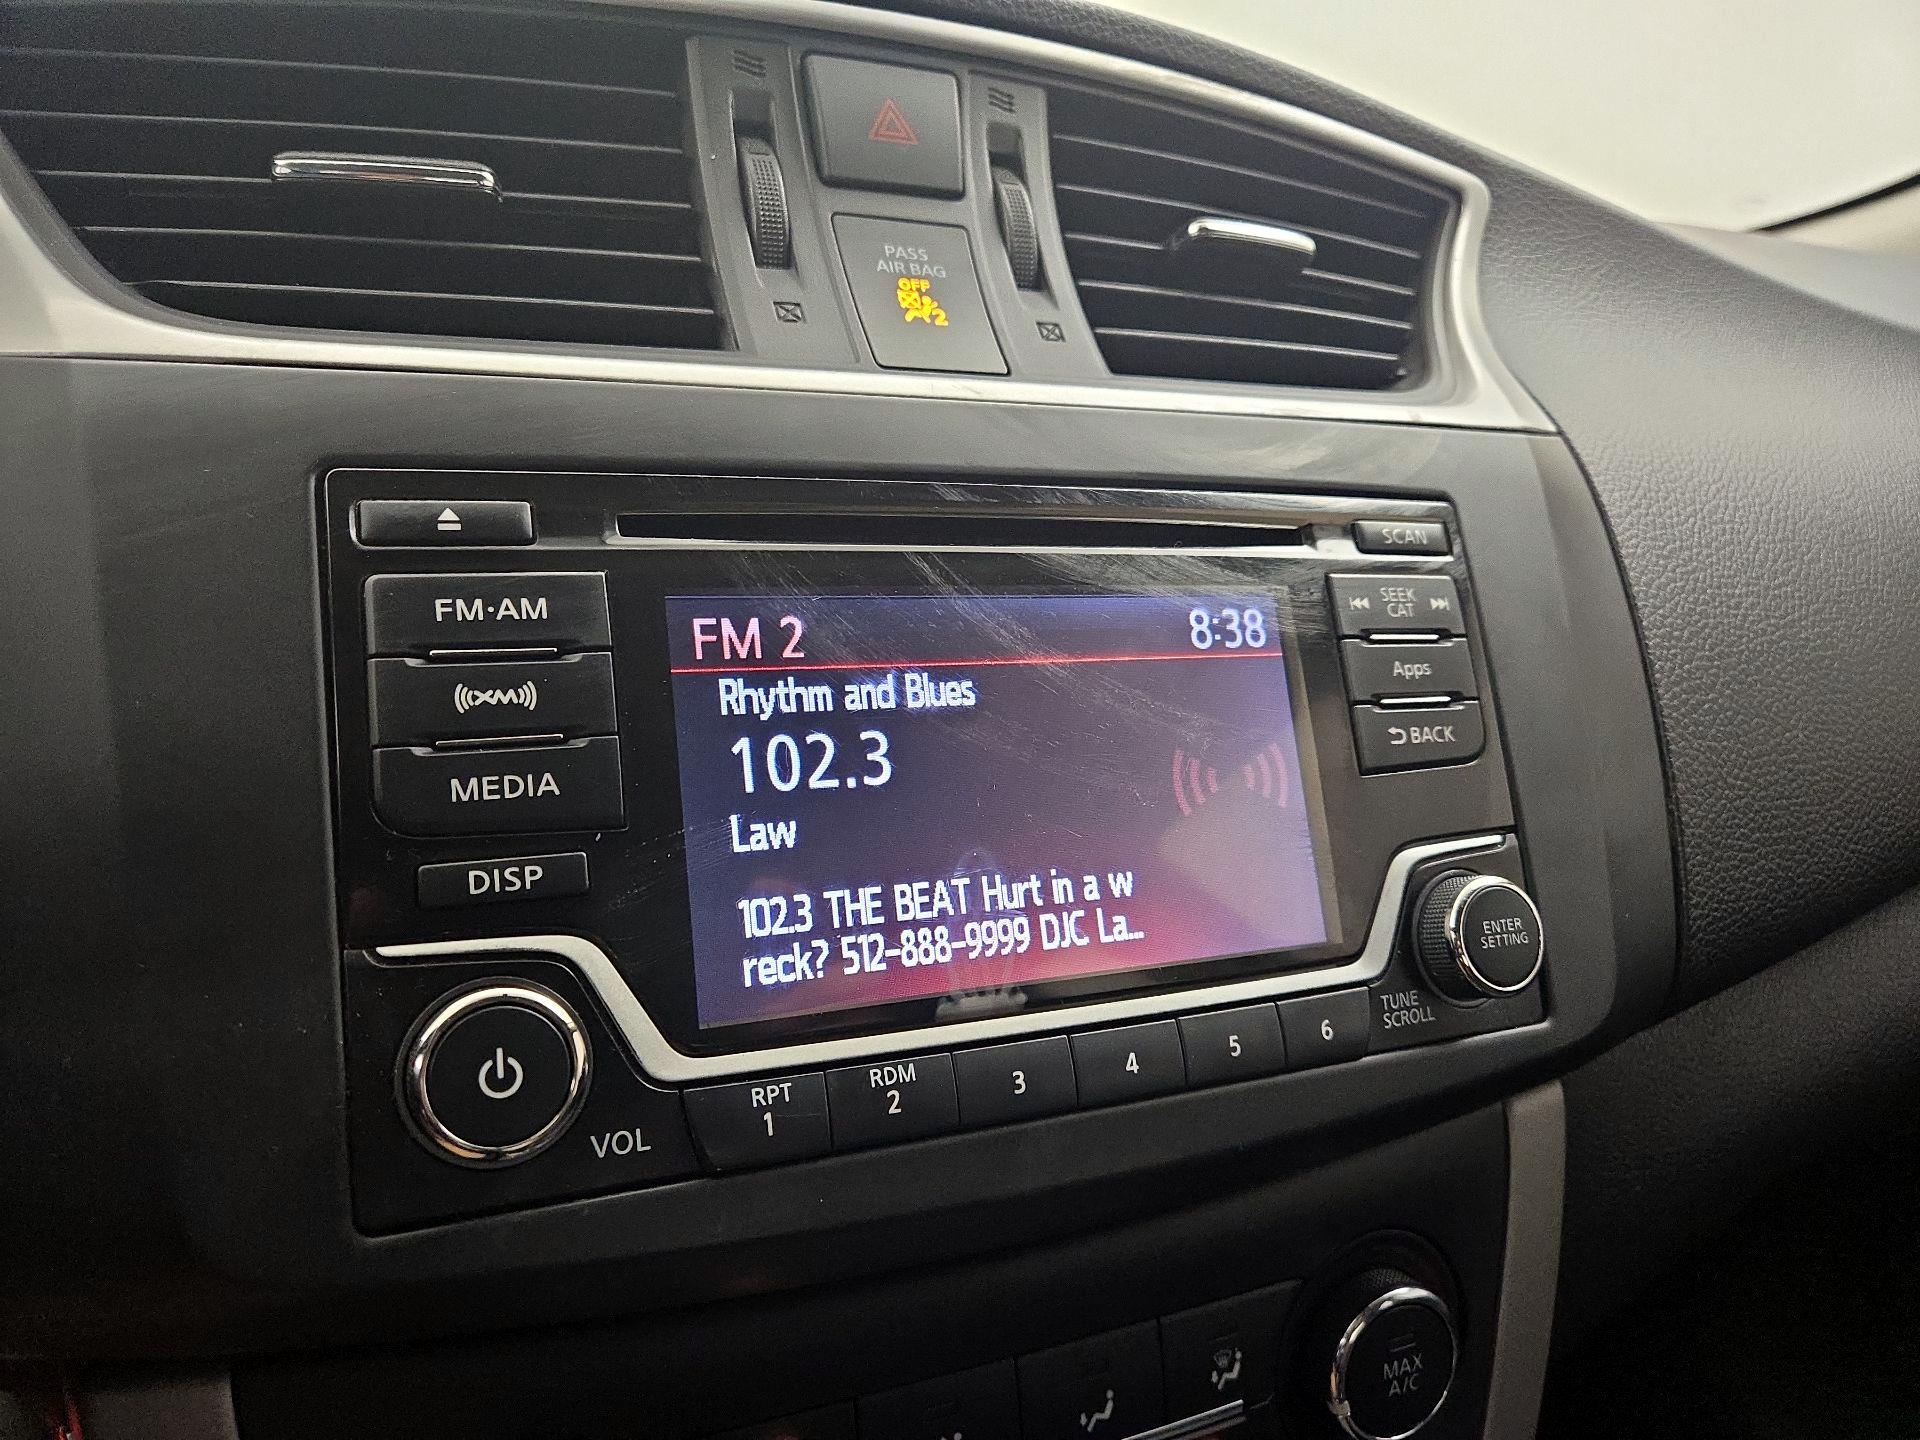 PASS
AIR BAG
OFF
2
SCAN
FM·AM
SEEK
CAT
XM
Apps
MEDIA
BACK
DISP
FM 2 8:38
Rhythm and Blues
102.3
Law
102.3 THE BEAT Hurt in a w
reck? 512-888-9999 DJC La...
ENTER
SETTING
TUNE
SCROLL
VOL
RPT
1
RDM
2
3
4
5
6
MAX
A/C